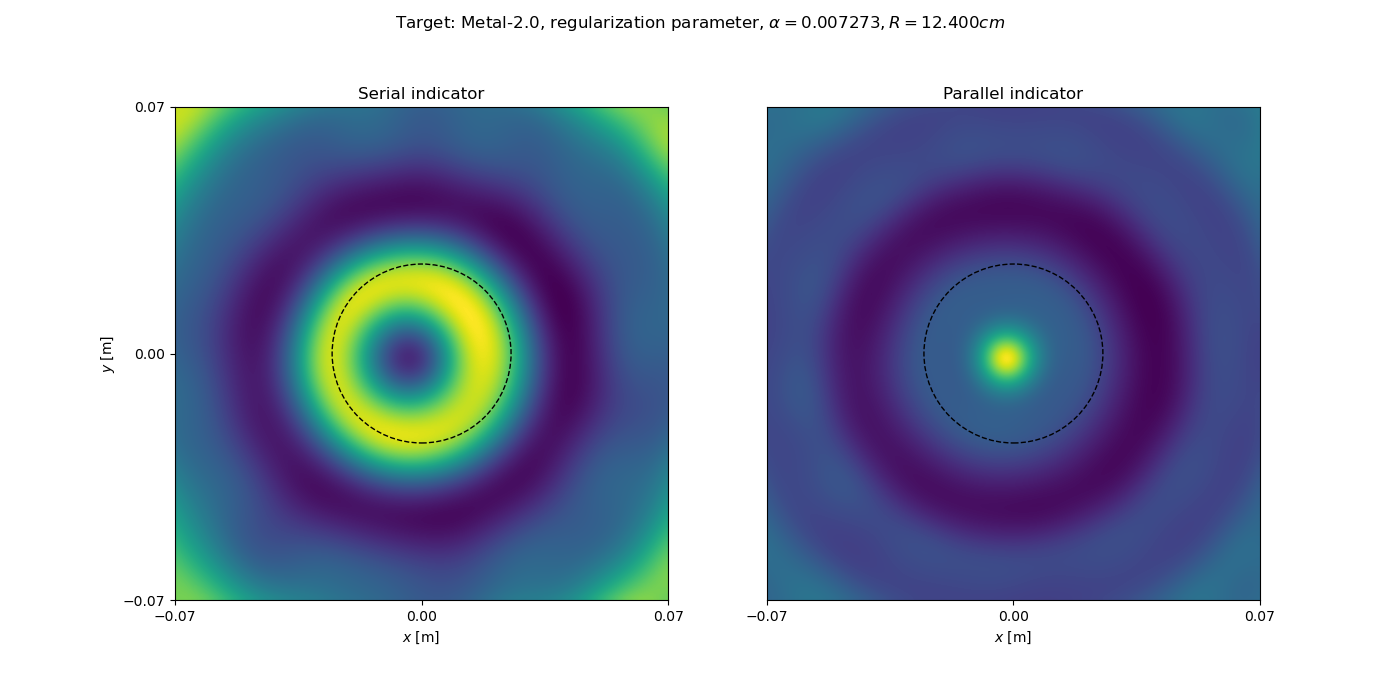 Target: Metal-2.0, regularization parameter, α = 0.007273, R = 12.400cm
Serial indicator
Parallel indicator
0.07
0.00
−0.07
y [m]
−0.07 0.00 0.07
x [m]
−0.07 0.00 0.07
x [m]